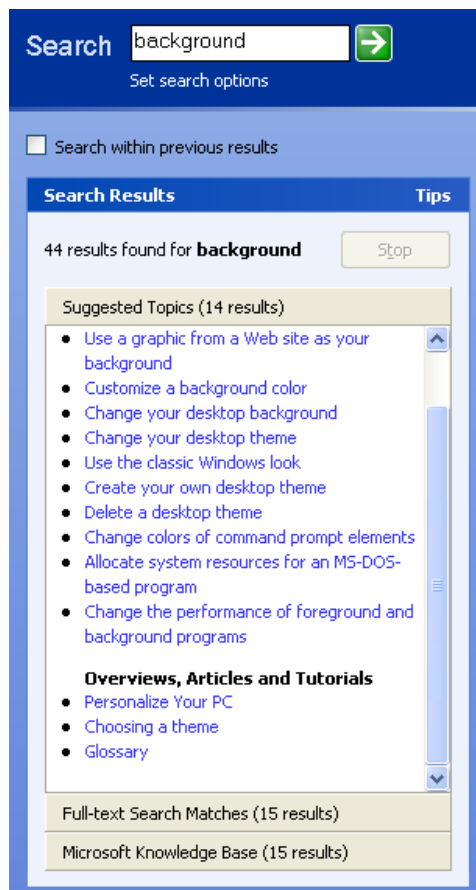 Search background
Set search options
Search within previous results
Search Results Tips
44 results found for background Stop
Suggested Topics (14 results)
Use a graphic from a Web site as your
background
Customize a background color
Change your desktop background
Change your desktop theme
Use the classic Windows look
Create your own desktop theme
Delete a desktop theme
Change colors of command prompt elements
Allocate system resources for an MS-DOS-
based program
Change the performance of foreground and
background programs
Overviews, Articles and Tutorials
Personalize Your PC
Choosing a theme
Glossary
Full-text Search Matches (15 results)
Microsoft Knowledge Base (15 results)